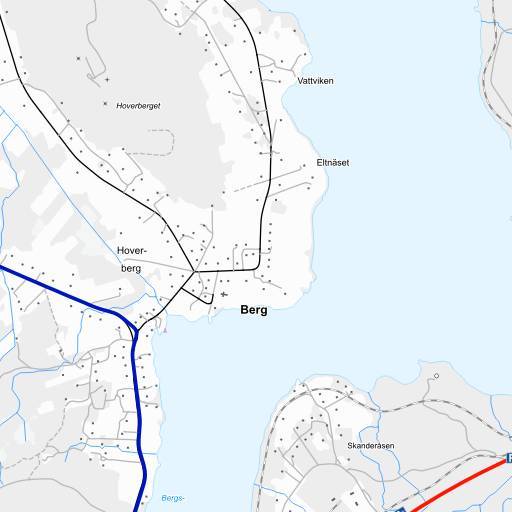 Vattviken
Hoverberget
Eltnäset
Hover-
berg
Berg
Skanderåsen
Bergs-